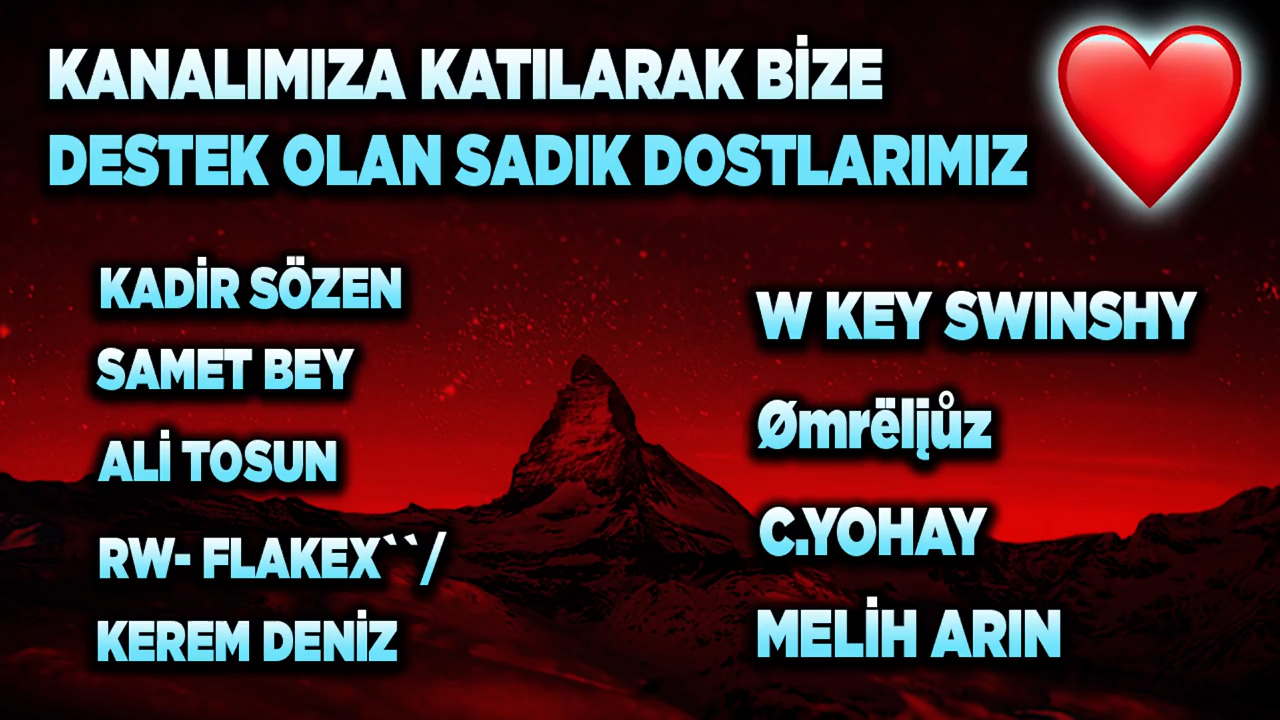 KANALIMIZA KATILARAK BİZE
DESTEK OLAN SADIK DOSTLARIMIZ
KADİR SÖZEN
SAMET BEY
ALİ TOSUN
RW- FLAKEX``/
KEREM DENİZ
W KEY SWINSHY
Ømrëlįůz
C.YOHAY
MELİH ARIN